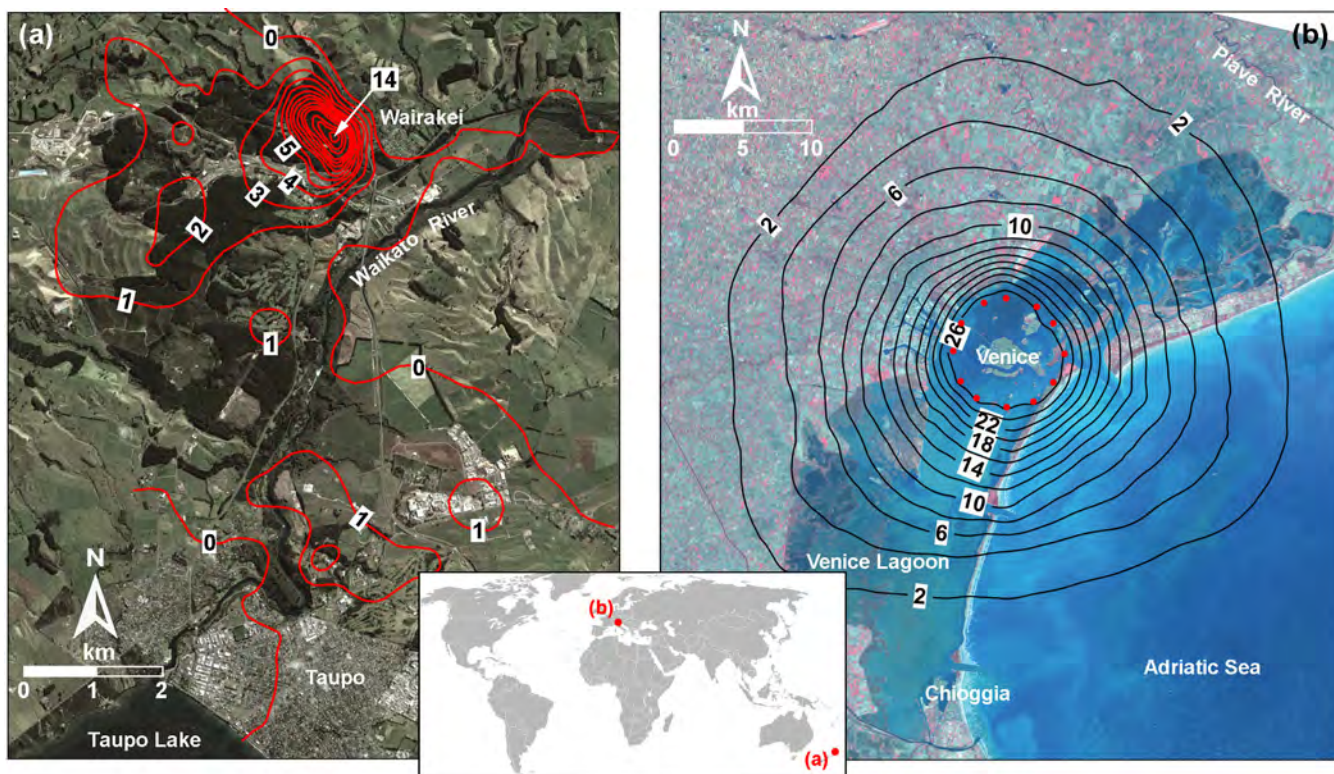 (a)
0
14
Wairakei
5
4
3
2
Waikato River
1
1
0
1
1
0
N
km
0 1 2
Taupo
Taupo Lake
(b)
N
km
0 5 10
Piave River
2
6
2
10
26
Venice
22
18
14
10
6
Venice Lagoon
2
Adriatic Sea
Chioggia
(b)
(a)